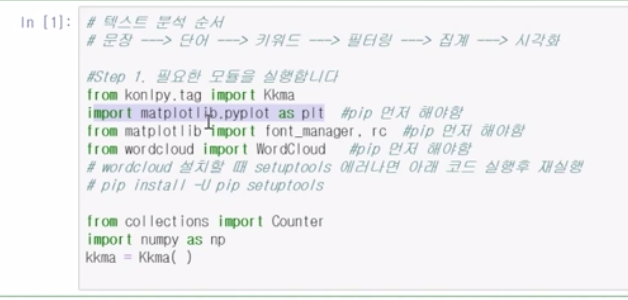 In [1]: # 텍스트 분석 순서
# 문장 ---> 단어 ---> 키워드 ---> 필터링 ---> 집계 ---> 시각화
#Step 1. 필요한 모듈을 실행합니다
from konlpy.tag import Kkma
import matplotlib.pyplot as plt #pip 먼저 해야함
from matplotlib import font_manager, rc #pip 먼저 해야함
from wordcloud import WordCloud #pip 먼저 해야함
# wordcloud 설치할 때 setuptools 에러나면 아래 코드 실행후 재실행
# pip install -U pip setuptools
from collections import Counter
import numpy as np
kkma = Kkma( )